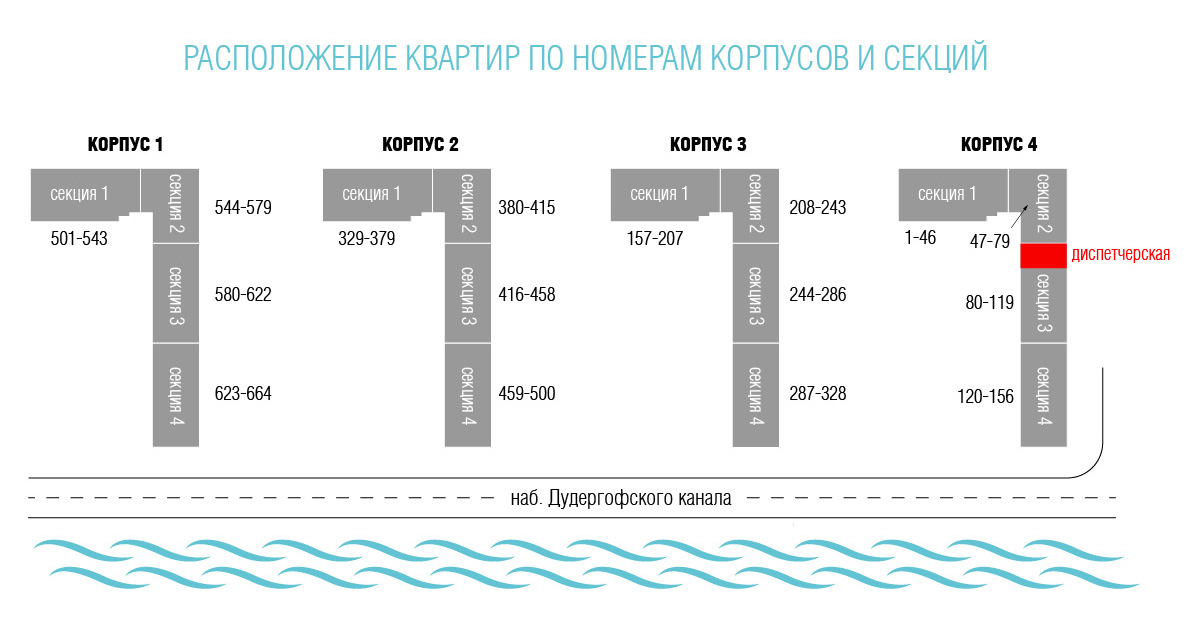 РАСПОЛОЖЕНИЕ КВАРТИР ПО НОМЕРАМ КОРПУСОВ И СЕКЦИЙ
КОРПУС 1
секция 1
501-543
секция 2
544-579
секция 3
580-622
секция 4
623-664
КОРПУС 2
секция 1
329-379
секция 2
380-415
секция 3
416-458
секция 4
459-500
КОРПУС 3
секция 1
157-207
секция 2
208-243
секция 3
244-286
секция 4
287-328
КОРПУС 4
секция 1
1-46
секция 2
47-79
диспетчерская
секция 3
80-119
секция 4
120-156
наб. Дудергофского канала